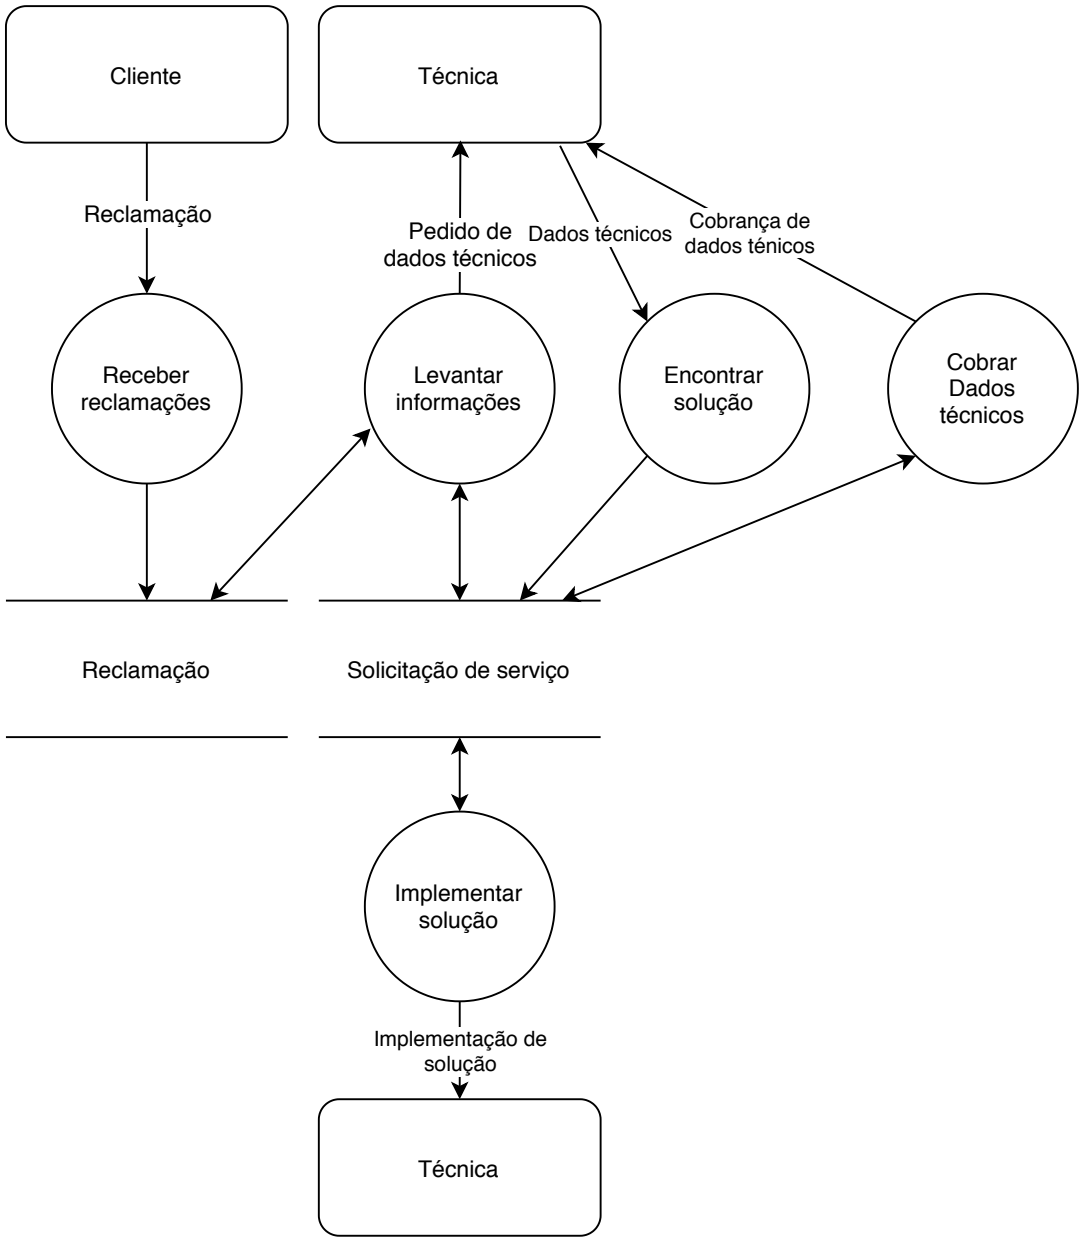 Cliente
Técnica
Reclamação
Pedido de
dados técnicos
Dados técnicos
Cobrança de
dados ténicos
Receber
reclamações
Levantar
informações
Encontrar
solução
Cobrar
Dados
técnicos
Reclamação
Solicitação de serviço
Implementar
solução
Implementação de
solução
Técnica